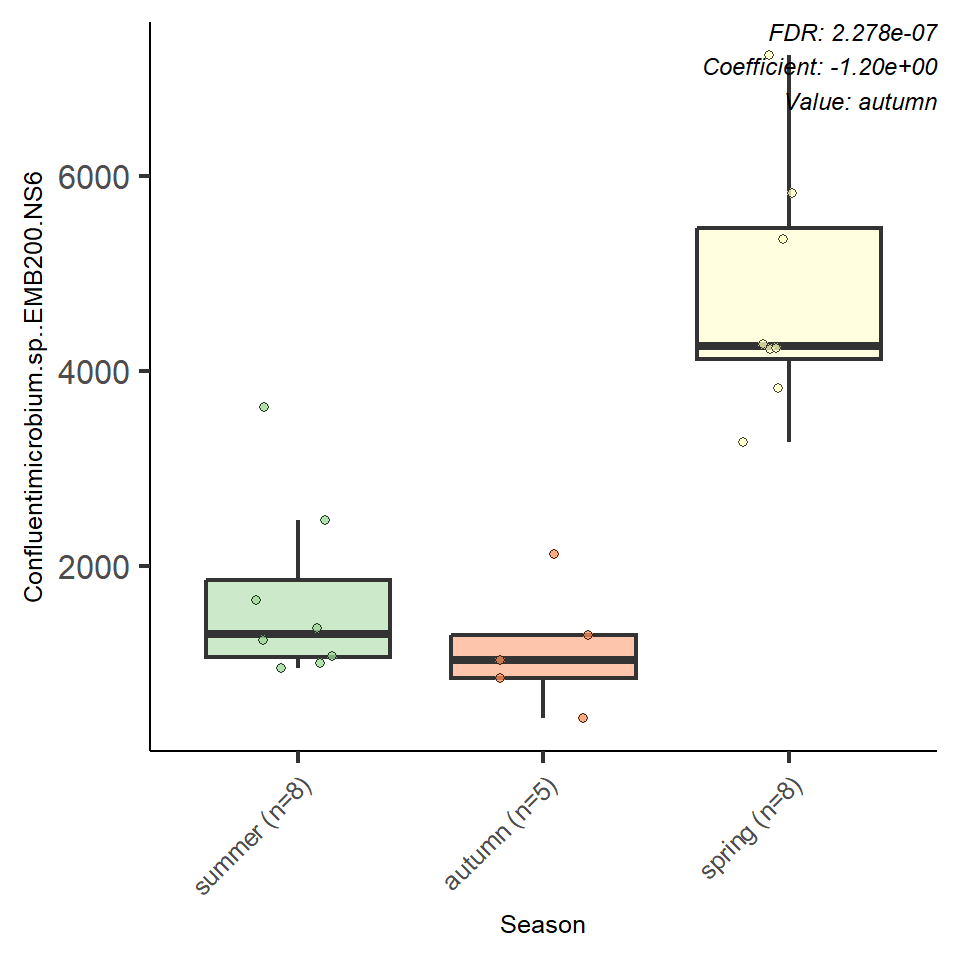 FDR: 2.278e-07
Coefficient: -1.20e+00
Value: autumn
Confluentimicrobium.sp..EMB200.NS6
6000
4000
2000
summer (n=8)
autumn (n=5)
spring (n=8)
Season